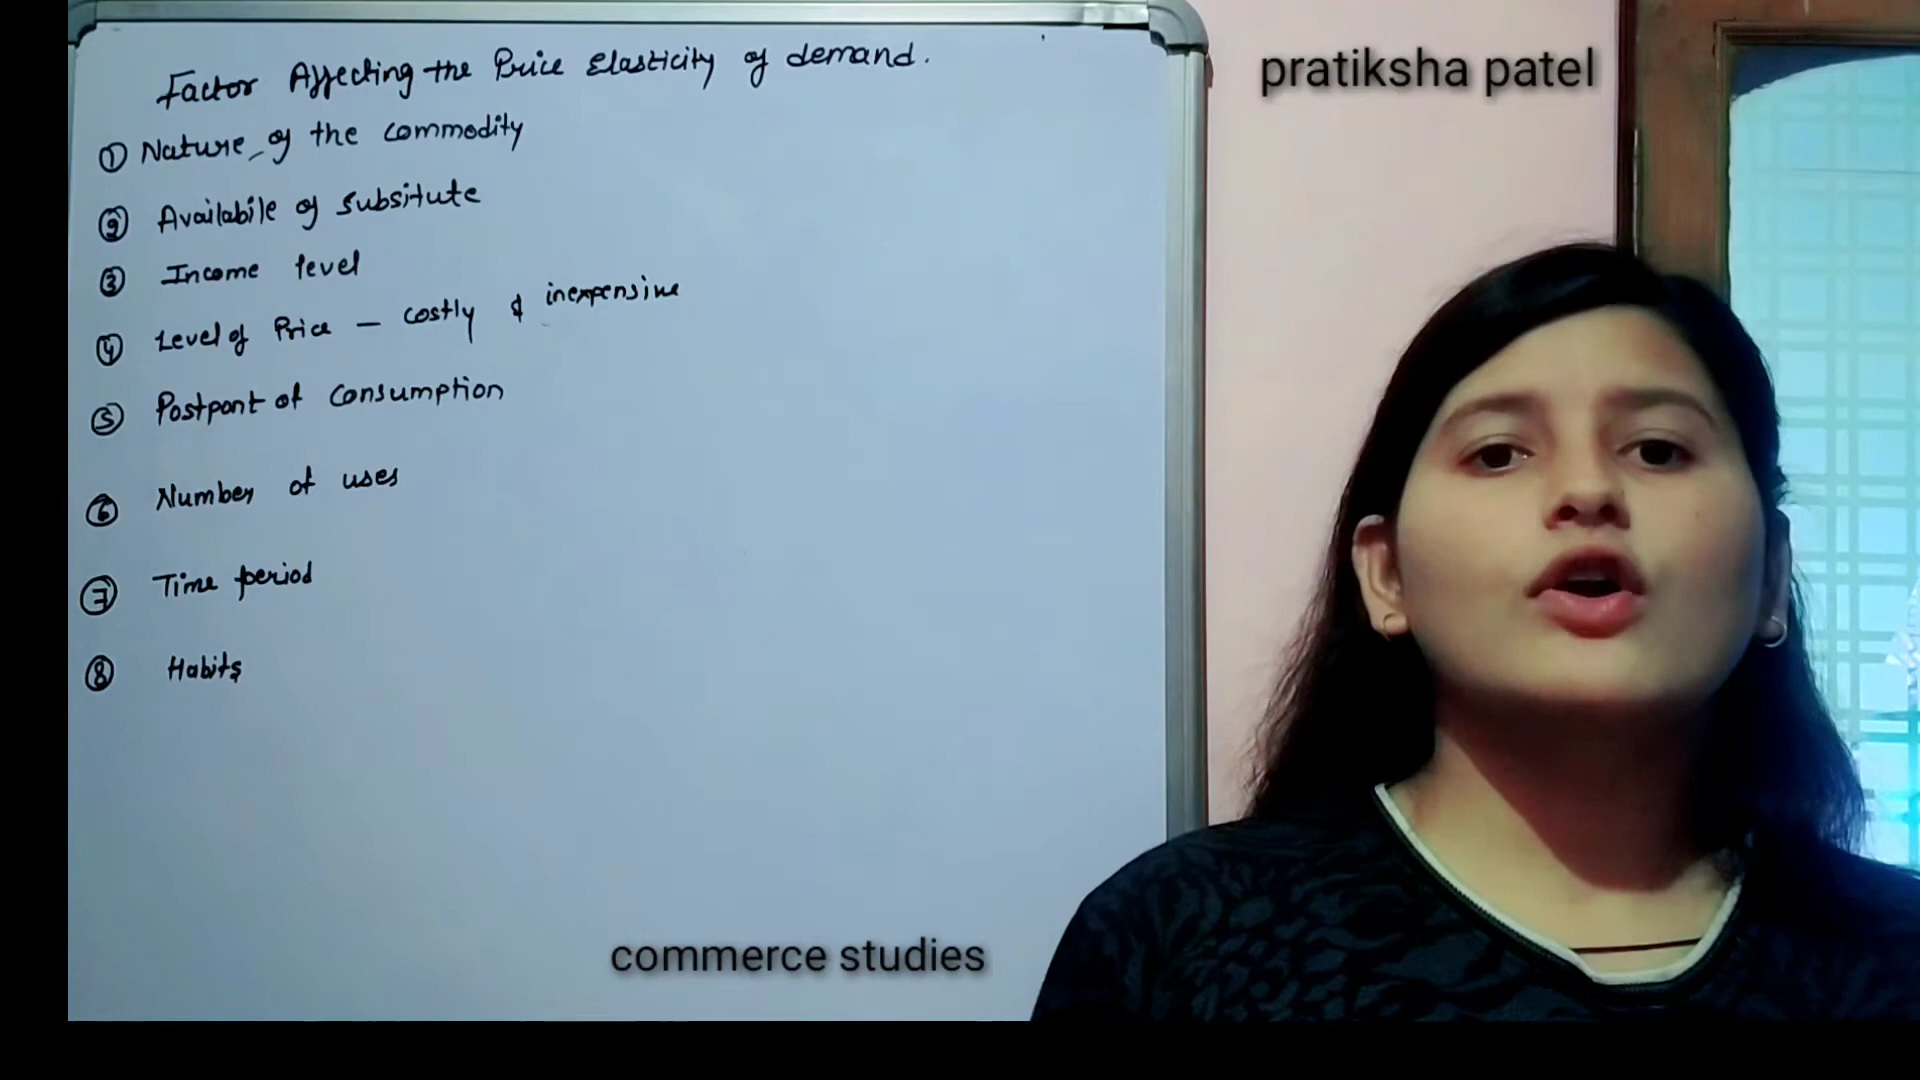 Factor Affecting the Price Elasticity of demand.
① Nature of the commodity
② Availabile of subsitute
③ Income level
④ Level of Price - costly & inexpensive
⑤ Postpont of Consumption
⑥ Number of uses
⑦ Time period
⑧ Habits
pratiksha patel
commerce studies